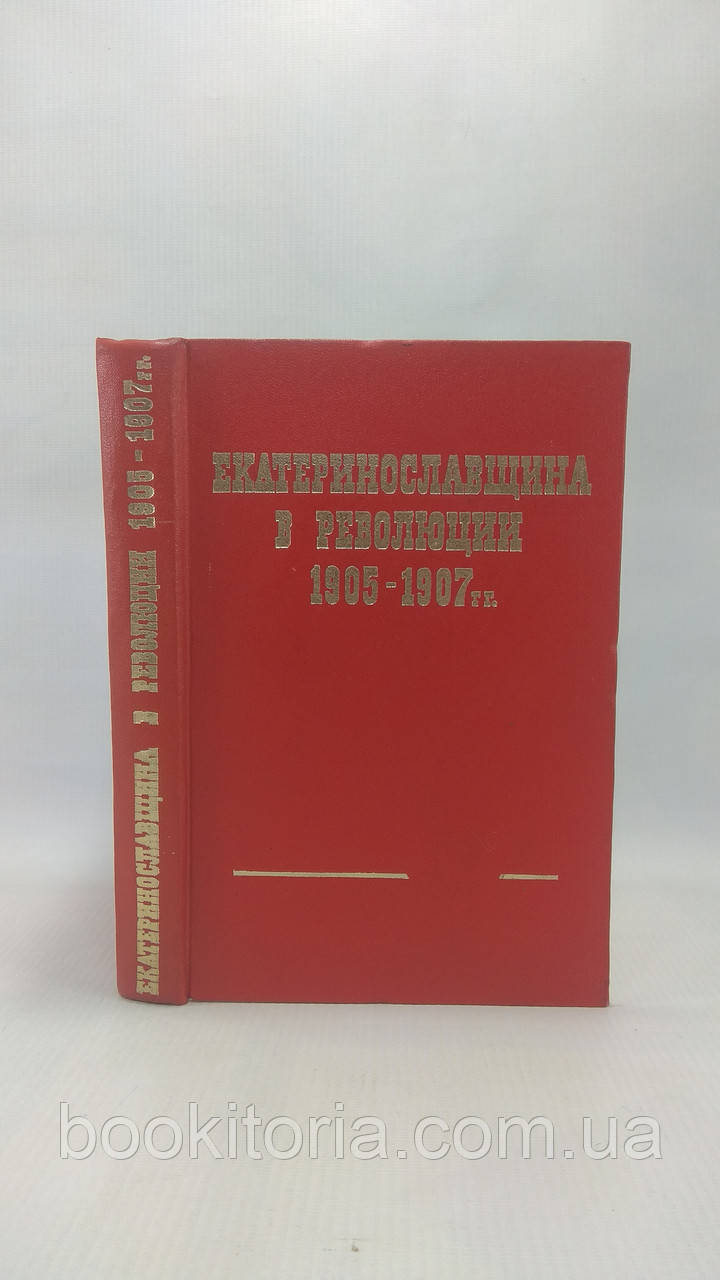 ЕКАТЕРИНОСЛАВЩИНА В РЕВОЛЮЦИИ 1905-1907гг.
ЕКАТЕРИНОСЛАВЩИНА
В РЕВОЛЮЦИИ
1905-1907гг.
bookitoria.com.ua